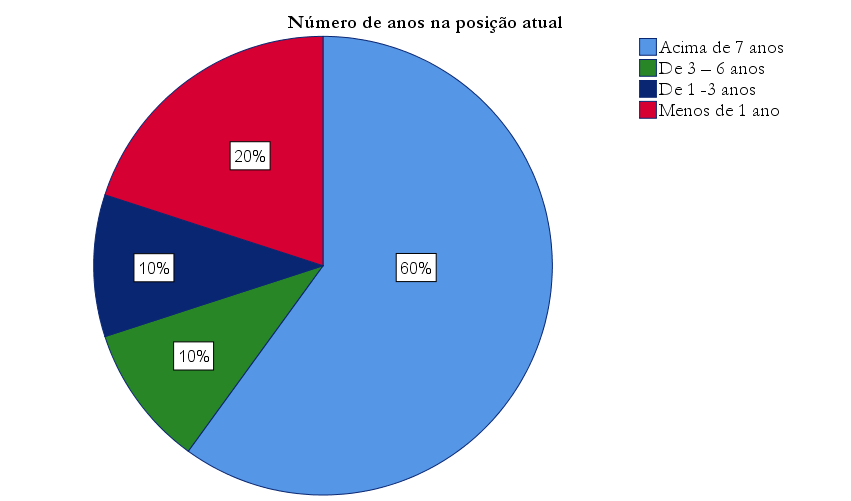 Número de anos na posição atual
Acima de 7 anos
De 3 – 6 anos
De 1 -3 anos
Menos de 1 ano
20%
60%
10%
10%